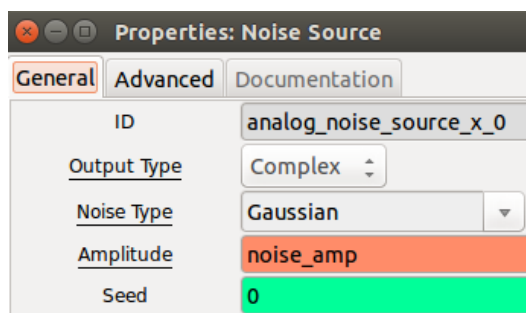 Properties: Noise Source
General Advanced Documentation
ID analog_noise_source_x_0
Output Type Complex
Noise Type Gaussian
Amplitude noise_amp
Seed 0